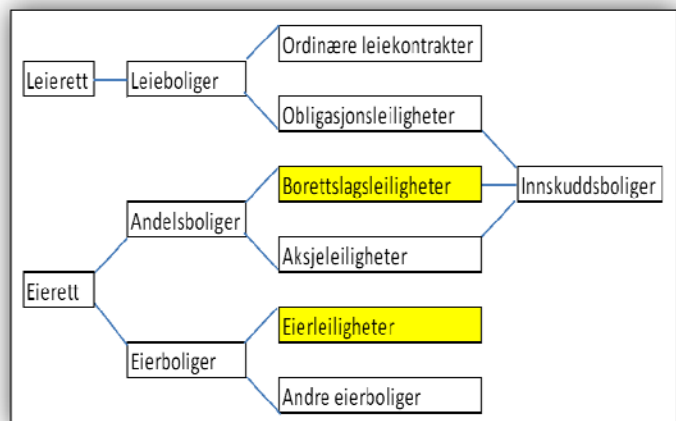 Ordinære leiekontrakter
Leierett
Leieboliger
Obligasjonsleiligheter
Borettslagsleiligheter
Innskuddsboliger
Andelsboliger
Aksjeleiligheter
Eierett
Eierleiligheter
Eierboliger
Andre eierboliger